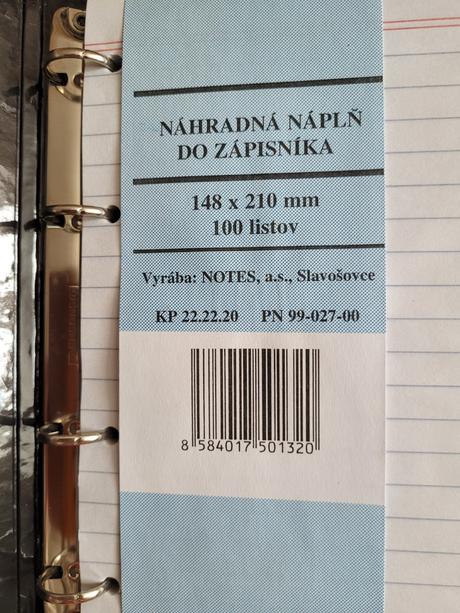 NÁHRADNÁ NÁPLŇ
DO ZÁPISNÍKA
148 x 210 mm
100 listov
Vyrába: NOTES, a.s., Slavošovce
KP 22.22.20 PN 99-027-00
8 584017 501320